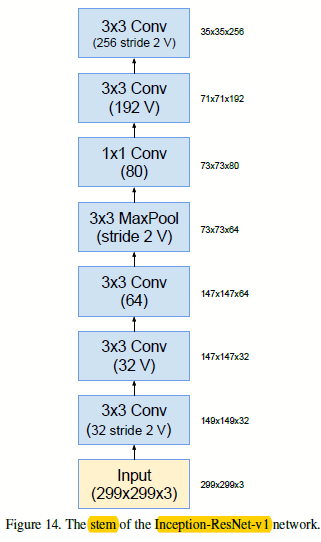 3x3 Conv
(256 stride 2 V)
35x35x256
3x3 Conv
(192 V)
71x71x192
1x1 Conv
(80)
73x73x80
3x3 MaxPool
(stride 2 V)
73x73x64
3x3 Conv
(64)
147x147x64
3x3 Conv
(32 V)
147x147x32
3x3 Conv
(32 stride 2 V)
149x149x32
Input
(299x299x3)
299x299x3
Figure 14. The stem of the Inception-ResNet-v1 network.